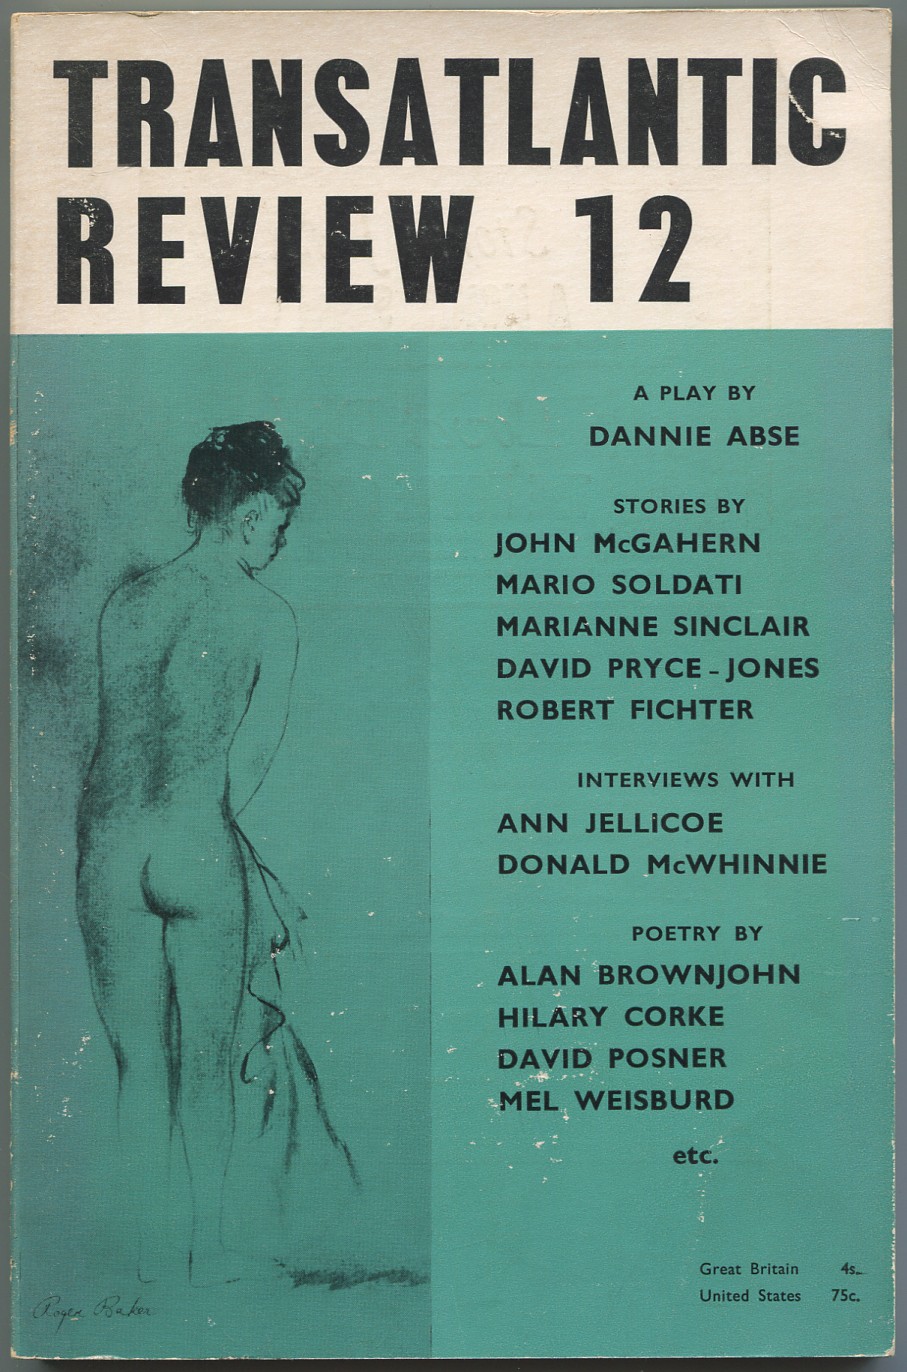 TRANSATLANTIC
REVIEW 12
A PLAY BY
DANNIE ABSE
STORIES BY
JOHN McGAHERN
MARIO SOLDATI
MARIANNE SINCLAIR
DAVID PRYCE-JONES
ROBERT FICHTER
INTERVIEWS WITH
ANN JELLICOE
DONALD McWHINNIE
POETRY BY
ALAN BROWNJOHN
HILARY CORKE
DAVID POSNER
MEL WEISBURD
etc.
Great Britain 4s.
United States 75c.
Roger Baker